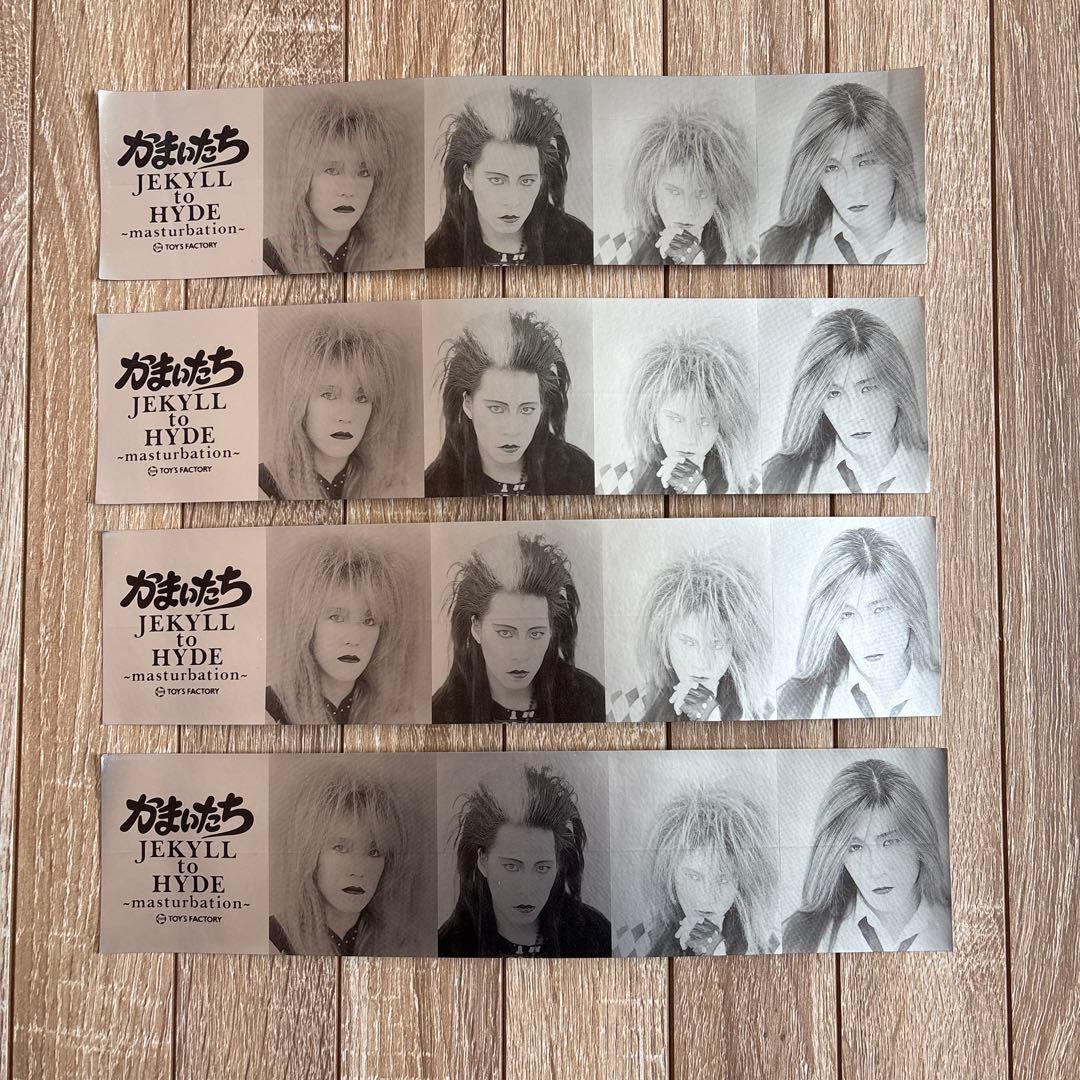 かまいたち
JEKYLL
to
HYDE
~masturbation~
TOY'S FACTORY
かまいたち
JEKYLL
to
HYDE
~masturbation~
TOY'S FACTORY
かまいたち
JEKYLL
to
HYDE
~masturbation~
TOY'S FACTORY
かまいたち
JEKYLL
to
HYDE
~masturbation~
TOY'S FACTORY